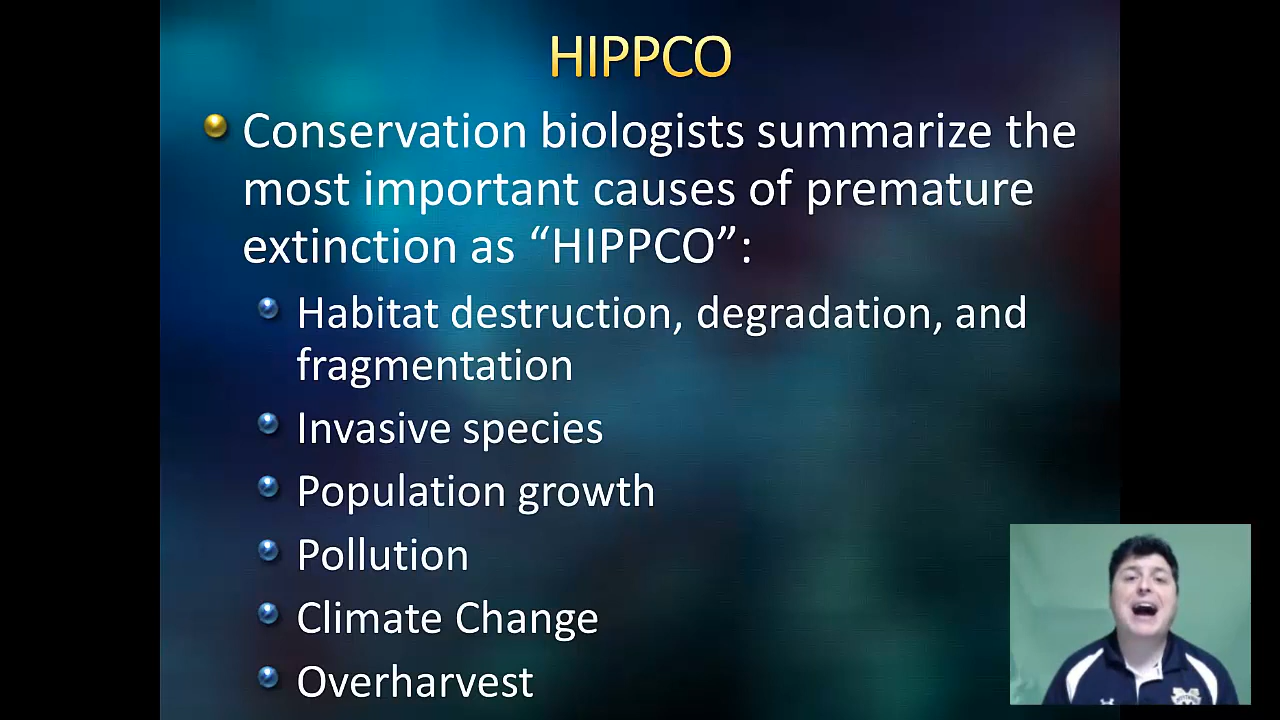 HIPPCO
Conservation biologists summarize the
most important causes of premature
extinction as “HIPPCO”:
Habitat destruction, degradation, and
fragmentation
Invasive species
Population growth
Pollution
Climate Change
Overharvest